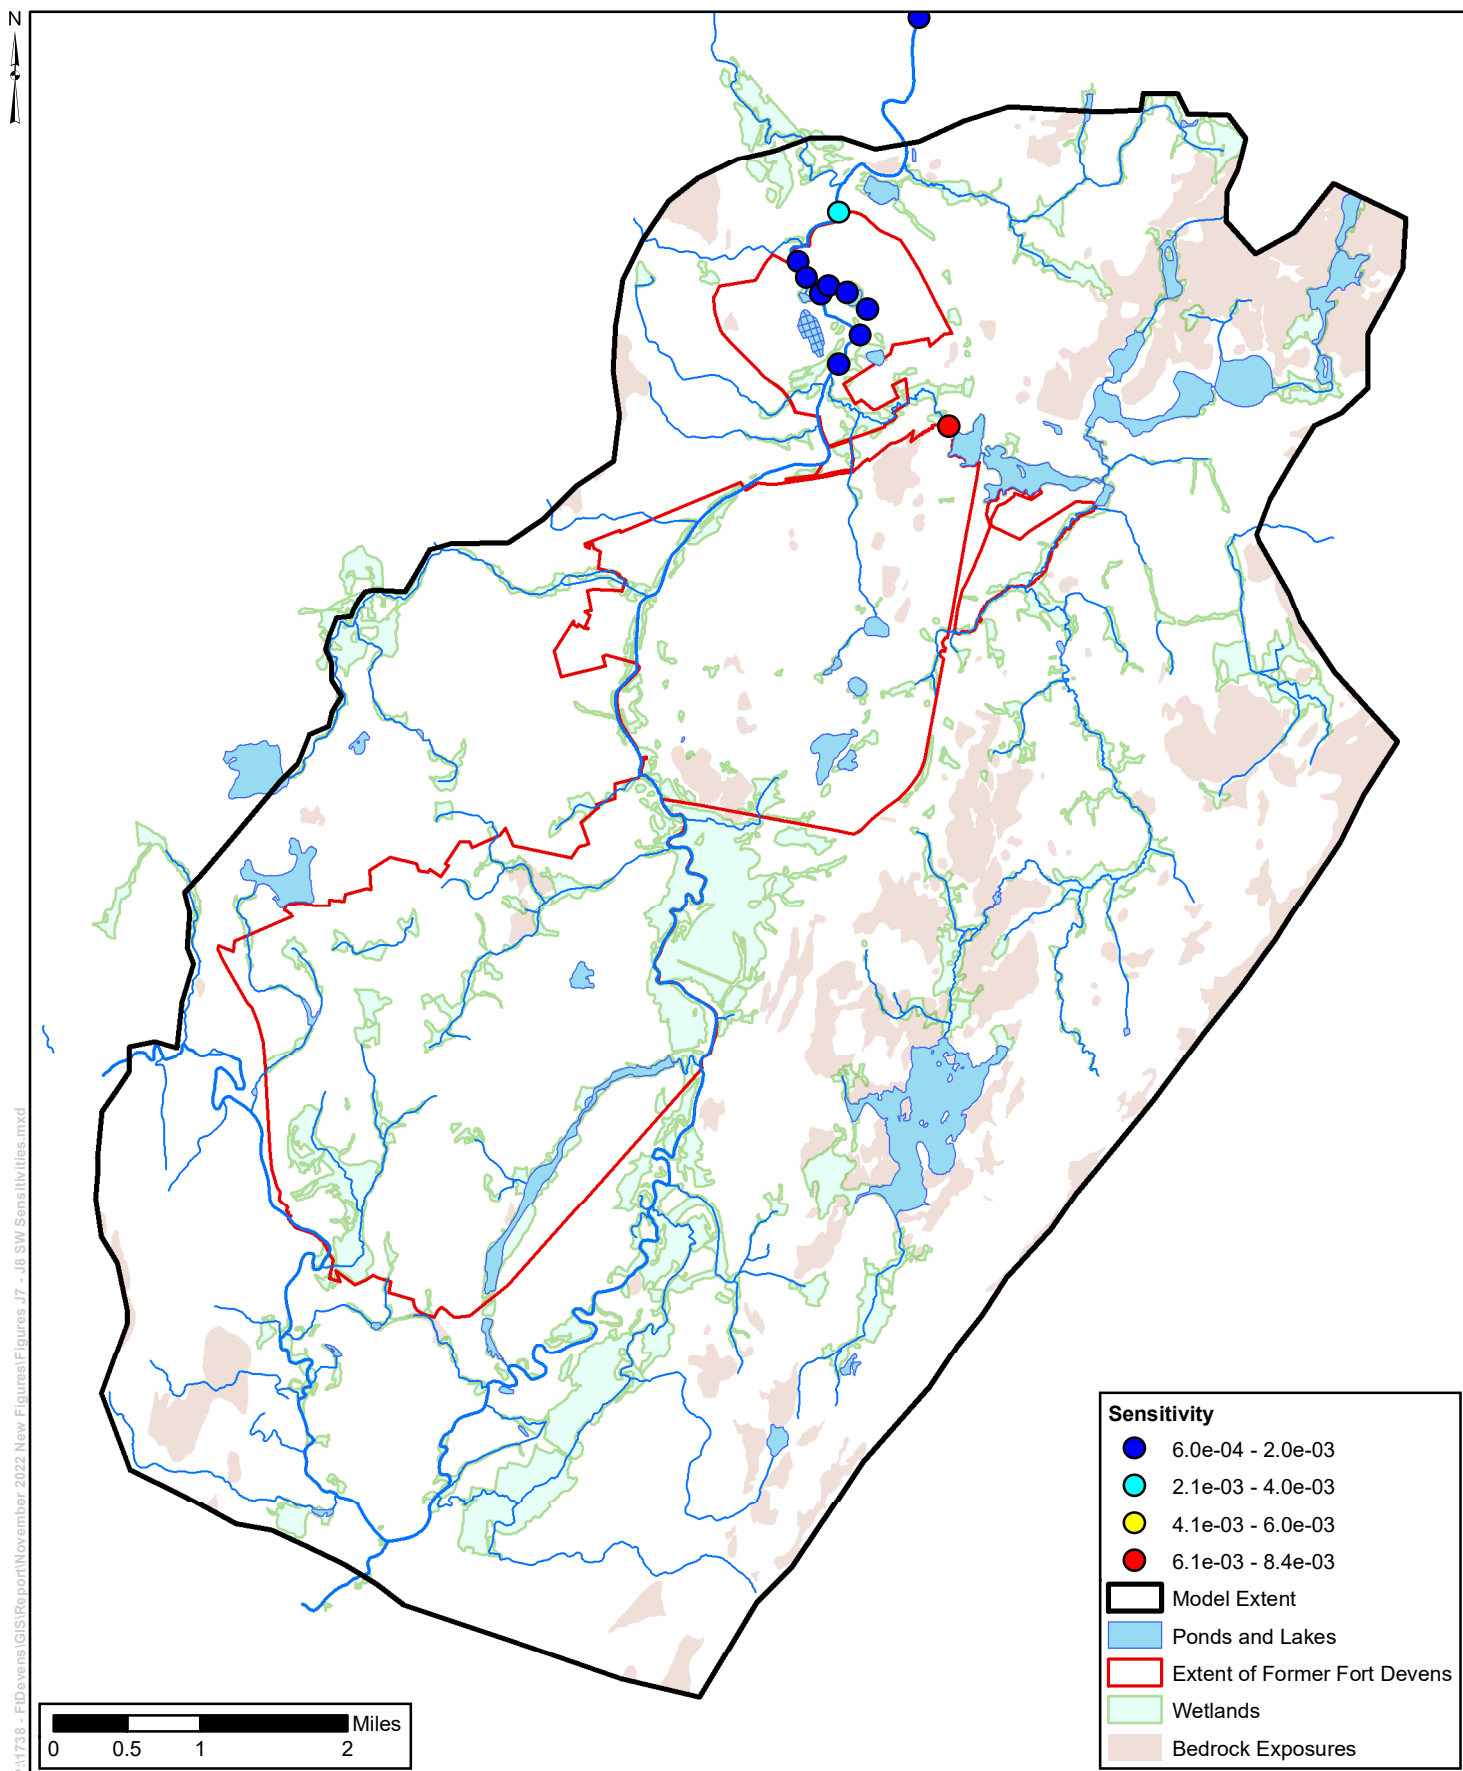 N
Sensitivity
6.0e-04 - 2.0e-03
2.1e-03 - 4.0e-03
4.1e-03 - 6.0e-03
6.1e-03 - 8.4e-03
Model Extent
Ponds and Lakes
Extent of Former Fort Devens
Wetlands
Bedrock Exposures
Miles
0 0.5 1 2
:\1738 - FtDevens\GIS\Report\November 2022 New Figures\Figures J7 - J8 SW Sensitivities.mxd